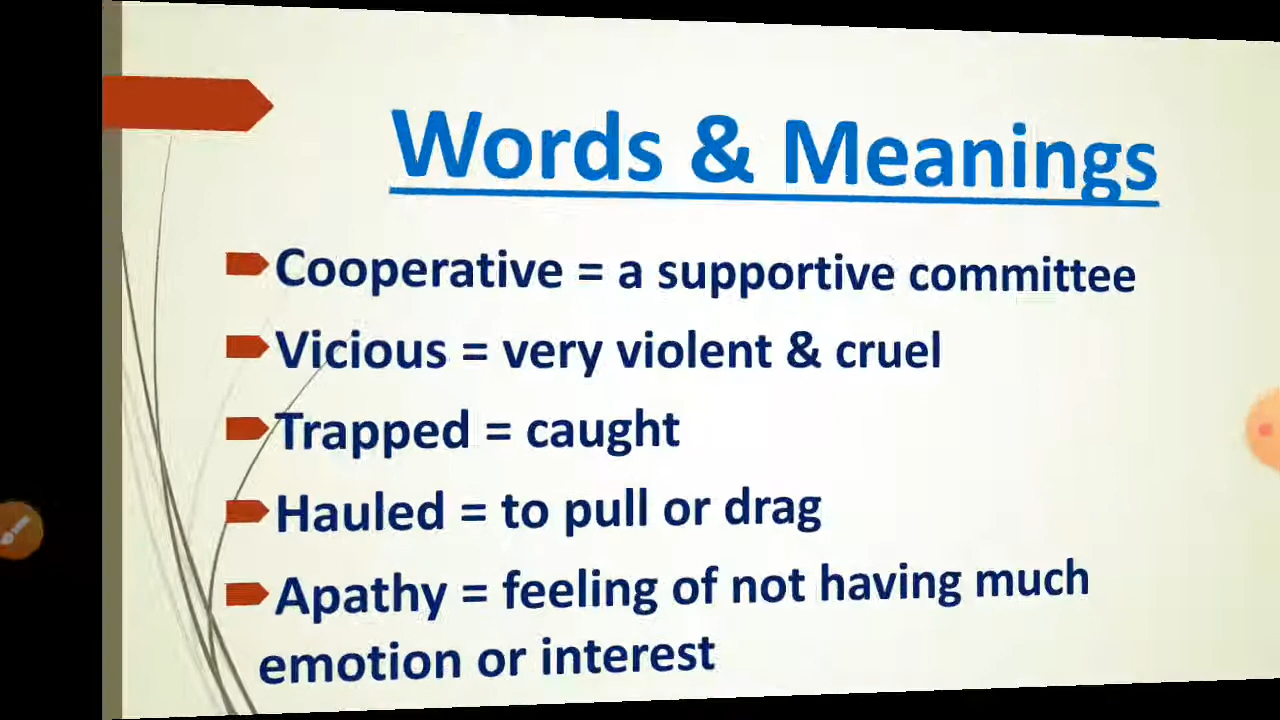 Words & Meanings
Cooperative = a supportive committee
Vicious = very violent & cruel
Trapped = caught
Hauled = to pull or drag
Apathy = feeling of not having much
emotion or interest